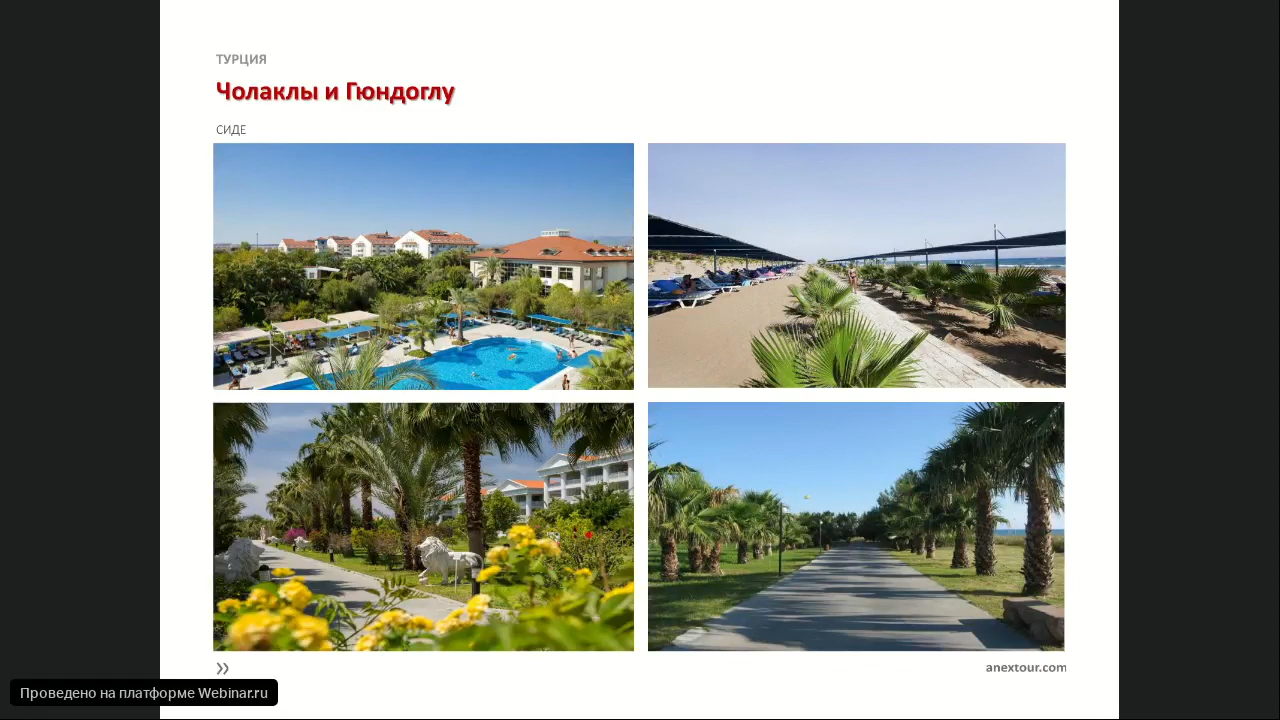 ТУРЦИЯ
Чолаклы и Гюндоглу
СИДЕ
anextour.com
Проведено на платформе Webinar.ru